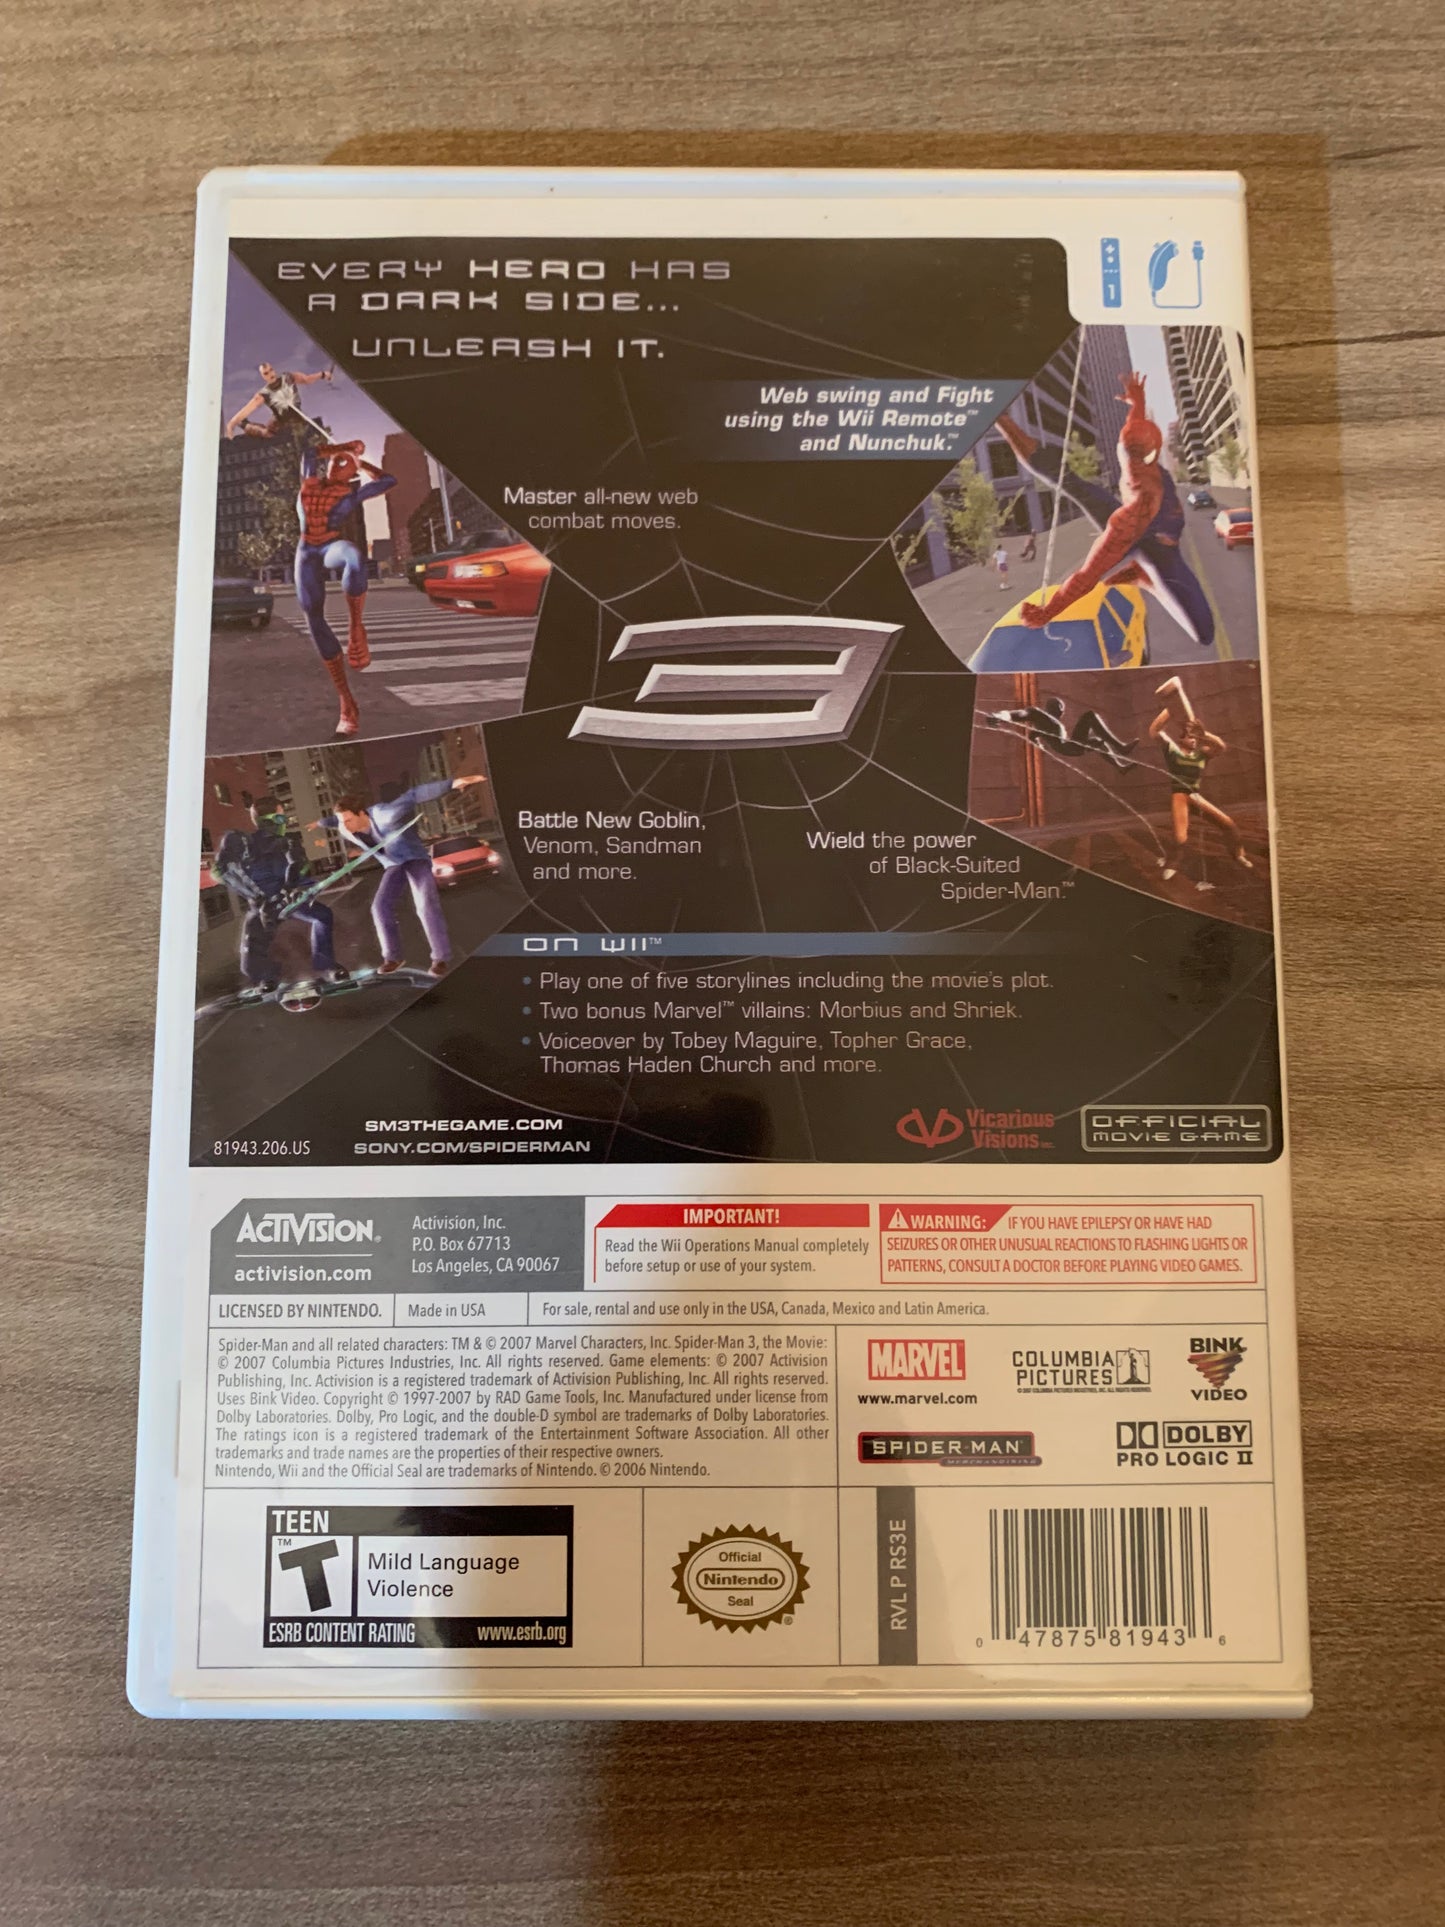 EVERY HERO HAS
A DARK SIDE...
UNLEASH IT.
1
Web swing and Fight
using the Wii Remote™
and Nunchuk.™
Master all-new web
combat moves.
3
Battle New Goblin,
Venom, Sandman
and more.
Wield the power
of Black-Suited
Spider-Man.™
ON WII™
• Play one of five storylines including the movie's plot.
• Two bonus Marvel™ villains: Morbius and Shriek.
• Voiceover by Tobey Maguire, Topher Grace,
Thomas Haden Church and more.
SM3THEGAME.COM
81943.206.US
SONY.COM/SPIDERMAN
Vicarious
Visions Inc.
OFFICIAL
MOVIE GAME
ACTIVISION®
activision.com
Activision, Inc.
P.O. Box 67713
Los Angeles, CA 90067
IMPORTANT!
Read the Wii Operations Manual completely
before setup or use of your system.
WARNING: IF YOU HAVE EPILEPSY OR HAVE HAD
SEIZURES OR OTHER UNUSUAL REACTIONS TO FLASHING LIGHTS OR
PATTERNS, CONSULT A DOCTOR BEFORE PLAYING VIDEO GAMES.
LICENSED BY NINTENDO.
Made in USA
For sale, rental and use only in the USA, Canada, Mexico and Latin America.
Spider-Man and all related characters: TM & © 2007 Marvel Characters, Inc. Spider-Man 3, the Movie:
© 2007 Columbia Pictures Industries, Inc. All rights reserved. Game elements: © 2007 Activision
Publishing, Inc. Activision is a registered trademark of Activision Publishing, Inc. All rights reserved.
Uses Bink Video. Copyright © 1997-2007 by RAD Game Tools, Inc. Manufactured under license from
Dolby Laboratories. Dolby, Pro Logic, and the double-D symbol are trademarks of Dolby Laboratories.
The ratings icon is a registered trademark of the Entertainment Software Association. All other
trademarks and trade names are the properties of their respective owners.
Nintendo, Wii and the Official Seal are trademarks of Nintendo. © 2006 Nintendo.
MARVEL
www.marvel.com
COLUMBIA
PICTURES
BINK
VIDEO
SPIDER-MAN
MERCHANDISING
DOLBY
PRO LOGIC II
TEEN
T™
Mild Language
Violence
ESRB CONTENT RATING
www.esrb.org
Official
Nintendo
Seal
®
RVL P RS3E
0 47875 81943 6